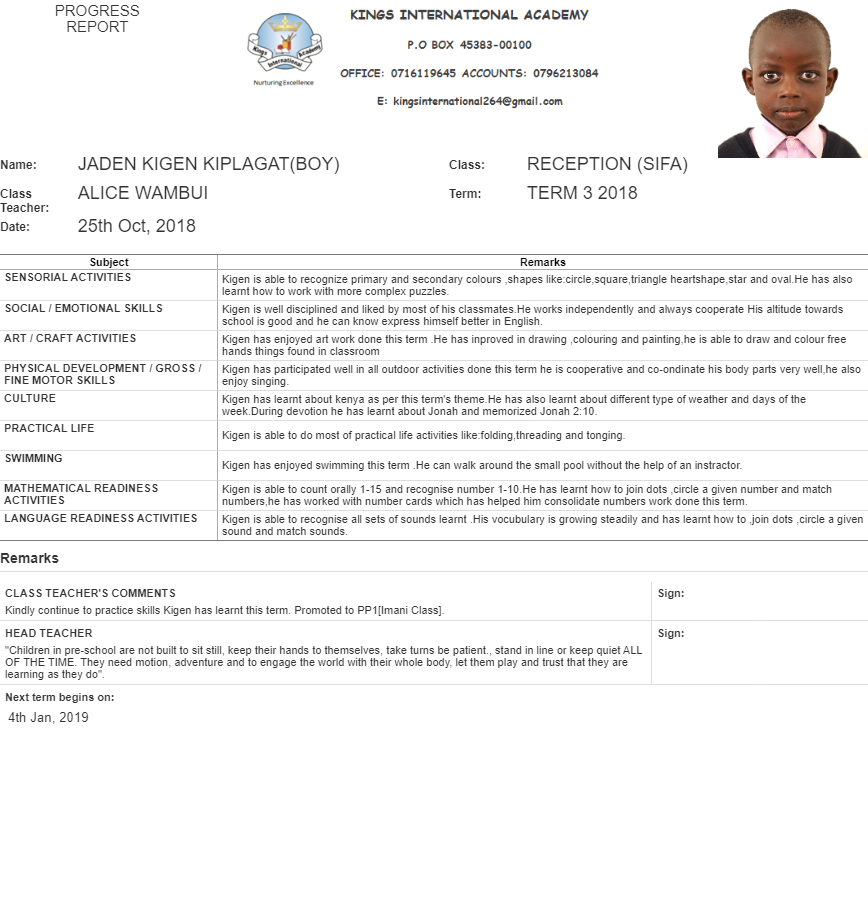 PROGRESS
REPORT
KINGS INTERNATIONAL ACADEMY
P.O BOX 45383-00100
OFFICE: 0716119645 ACCOUNTS: 0796213084
E: kingsinternational264@gmail.com
Kings Academy
International
Nurturing Excellence
Name: JADEN KIGEN KIPLAGAT(BOY) Class: RECEPTION (SIFA)
Class Teacher: ALICE WAMBUI Term: TERM 3 2018
Date: 25th Oct, 2018
Subject Remarks
SENSORIAL ACTIVITIES
Kigen is able to recognize primary and secondary colours ,shapes like:circle,square,triangle heartshape,star and oval.He has also
learnt how to work with more complex puzzles.
SOCIAL / EMOTIONAL SKILLS
Kigen is well disciplined and liked by most of his classmates.He works independently and always cooperate His altitude towards
school is good and he can know express himself better in English.
ART / CRAFT ACTIVITIES
Kigen has enjoyed art work done this term .He has inproved in drawing ,colouring and painting,he is able to draw and colour free
hands things found in classroom
PHYSICAL DEVELOPMENT / GROSS /
FINE MOTOR SKILLS
Kigen has participated well in all outdoor activities done this term he is cooperative and co-ondinate his body parts very well,he also
enjoy singing.
CULTURE
Kigen has learnt about kenya as per this term's theme.He has also learnt about different type of weather and days of the
week.During devotion he has learnt about Jonah and memorized Jonah 2:10.
PRACTICAL LIFE
Kigen is able to do most of practical life activities like:folding,threading and tonging.
SWIMMING
Kigen has enjoyed swimming this term .He can walk around the small pool without the help of an instractor.
MATHEMATICAL READINESS
ACTIVITIES
Kigen is able to count orally 1-15 and recognise number 1-10.He has learnt how to join dots ,circle a given number and match
numbers,he has worked with number cards which has helped him consolidate numbers work done this term.
LANGUAGE READINESS ACTIVITIES
Kigen is able to recognise all sets of sounds learnt .His vocubulary is growing steadily and has learnt how to ,join dots ,circle a given
sound and match sounds.
Remarks
CLASS TEACHER'S COMMENTS
Kindly continue to practice skills Kigen has learnt this term. Promoted to PP1[Imani Class].
Sign:
HEAD TEACHER
"Children in pre-school are not built to sit still, keep their hands to themselves, take turns be patient., stand in line or keep quiet ALL
OF THE TIME. They need motion, adventure and to engage the world with their whole body, let them play and trust that they are
learning as they do".
Sign:
Next term begins on:
4th Jan, 2019